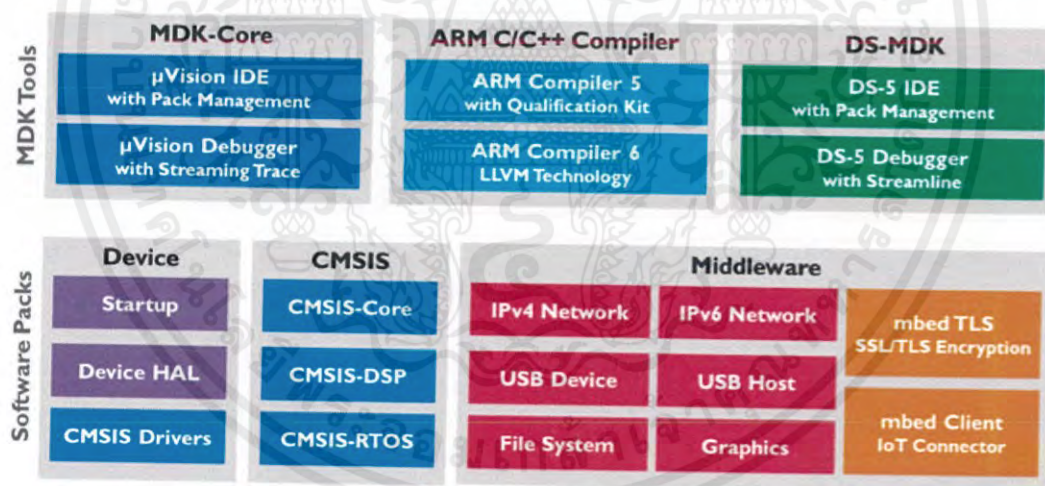 MDK Tools
MDK-Core
µVision IDE
with Pack Management
µVision Debugger
with Streaming Trace
ARM C/C++ Compiler
ARM Compiler 5
with Qualification Kit
ARM Compiler 6
LLVM Technology
DS-MDK
DS-5 IDE
with Pack Management
DS-5 Debugger
with Streamline
Software Packs
Device
Startup
Device HAL
CMSIS Drivers
CMSIS
CMSIS-Core
CMSIS-DSP
CMSIS-RTOS
Middleware
IPv4 Network
IPv6 Network
USB Device
USB Host
File System
Graphics
mbed TLS
SSL/TLS Encryption
mbed Client
IoT Connector